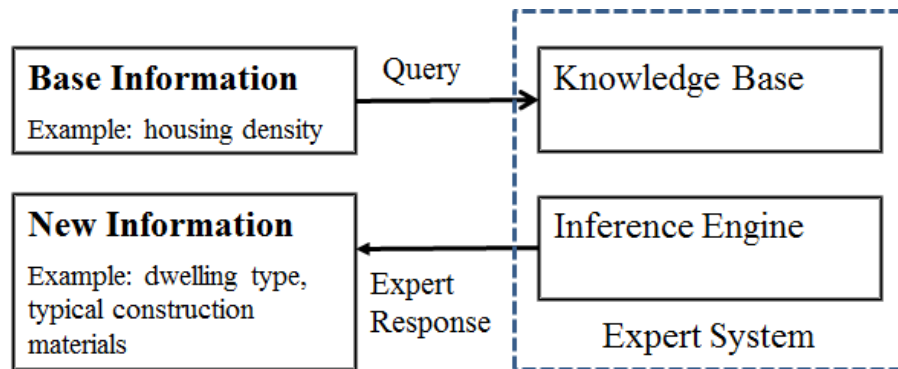 Base Information
Example: housing density
Query
Knowledge Base
New Information
Example: dwelling type,
typical construction
materials
Expert
Response
Inference Engine
Expert System